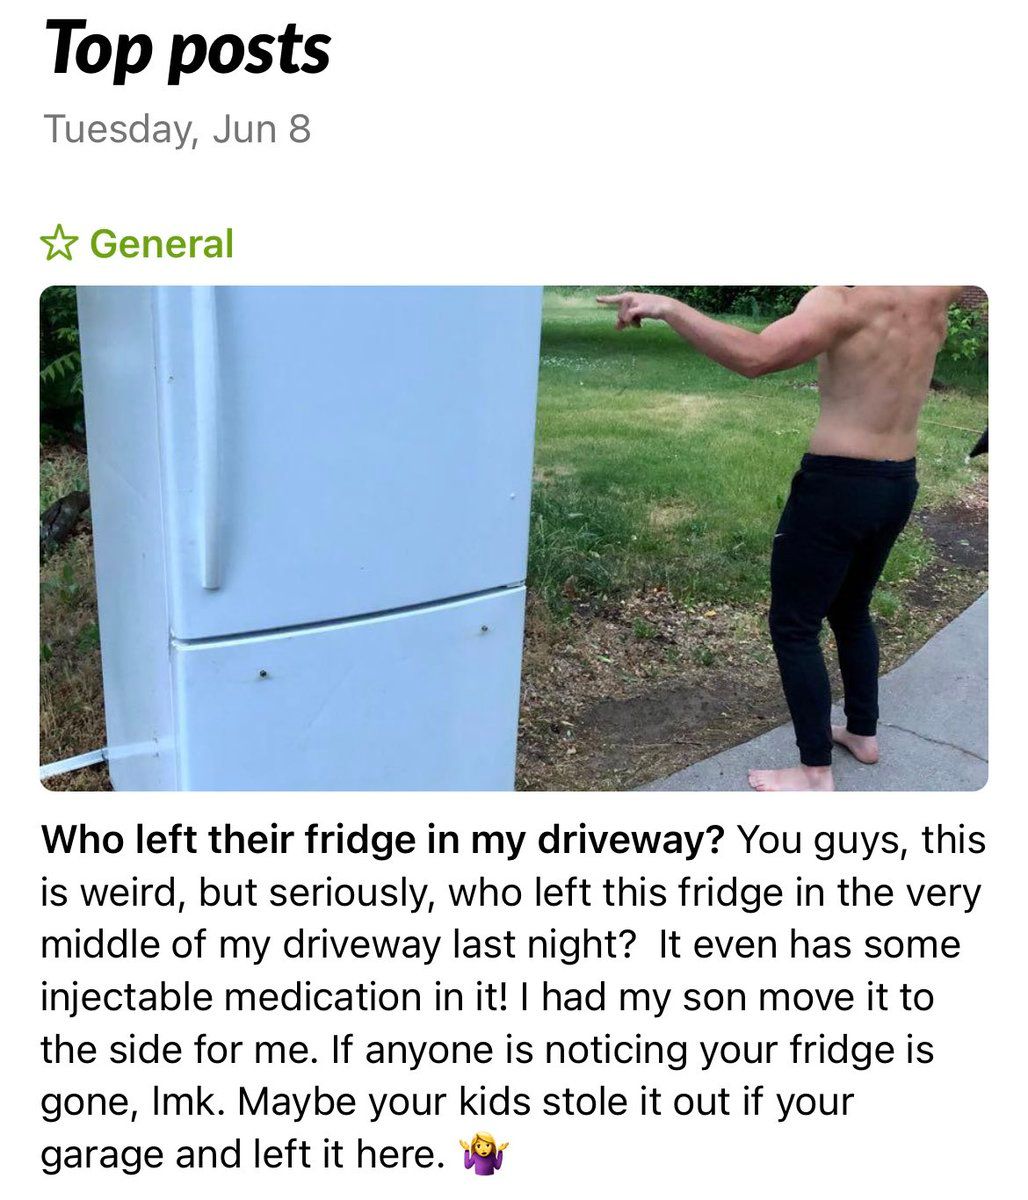 Top posts
Tuesday, Jun 8
General
Who left their fridge in my driveway? You guys, this
is weird, but seriously, who left this fridge in the very
middle of my driveway last night?  It even has some
injectable medication in it! I had my son move it to
the side for me. If anyone is noticing your fridge is
gone, lmk. Maybe your kids stole it out if your
garage and left it here. 🤷‍♀️